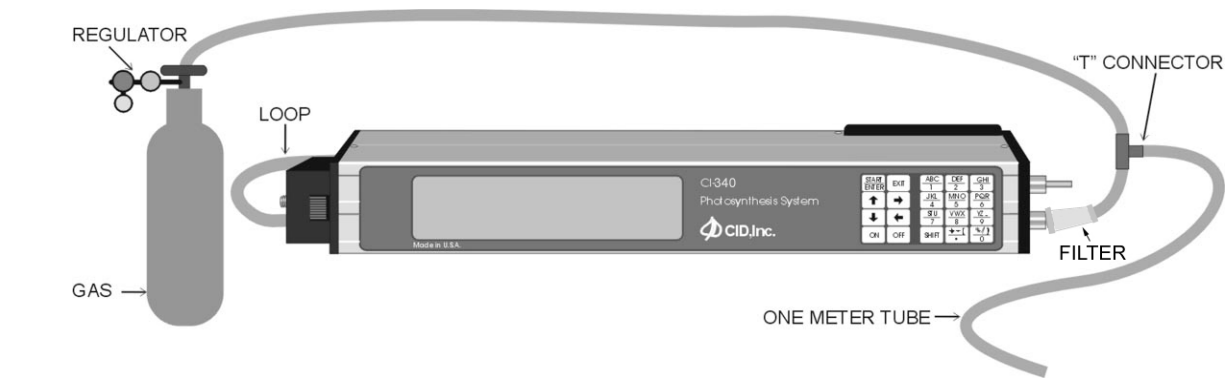 REGULATOR
"T" CONNECTOR
LOOP
CI-340
Photosynthesis System
CID,Inc.
Made in U.S.A.
START
ENTER
EXIT
ABC
1
DEF
2
GHI
3
JKL
4
MNO
5
PQR
6
STU
7
VWX
8
YZ_
9
ON
OFF
SHIFT
0
FILTER
GAS
ONE METER TUBE